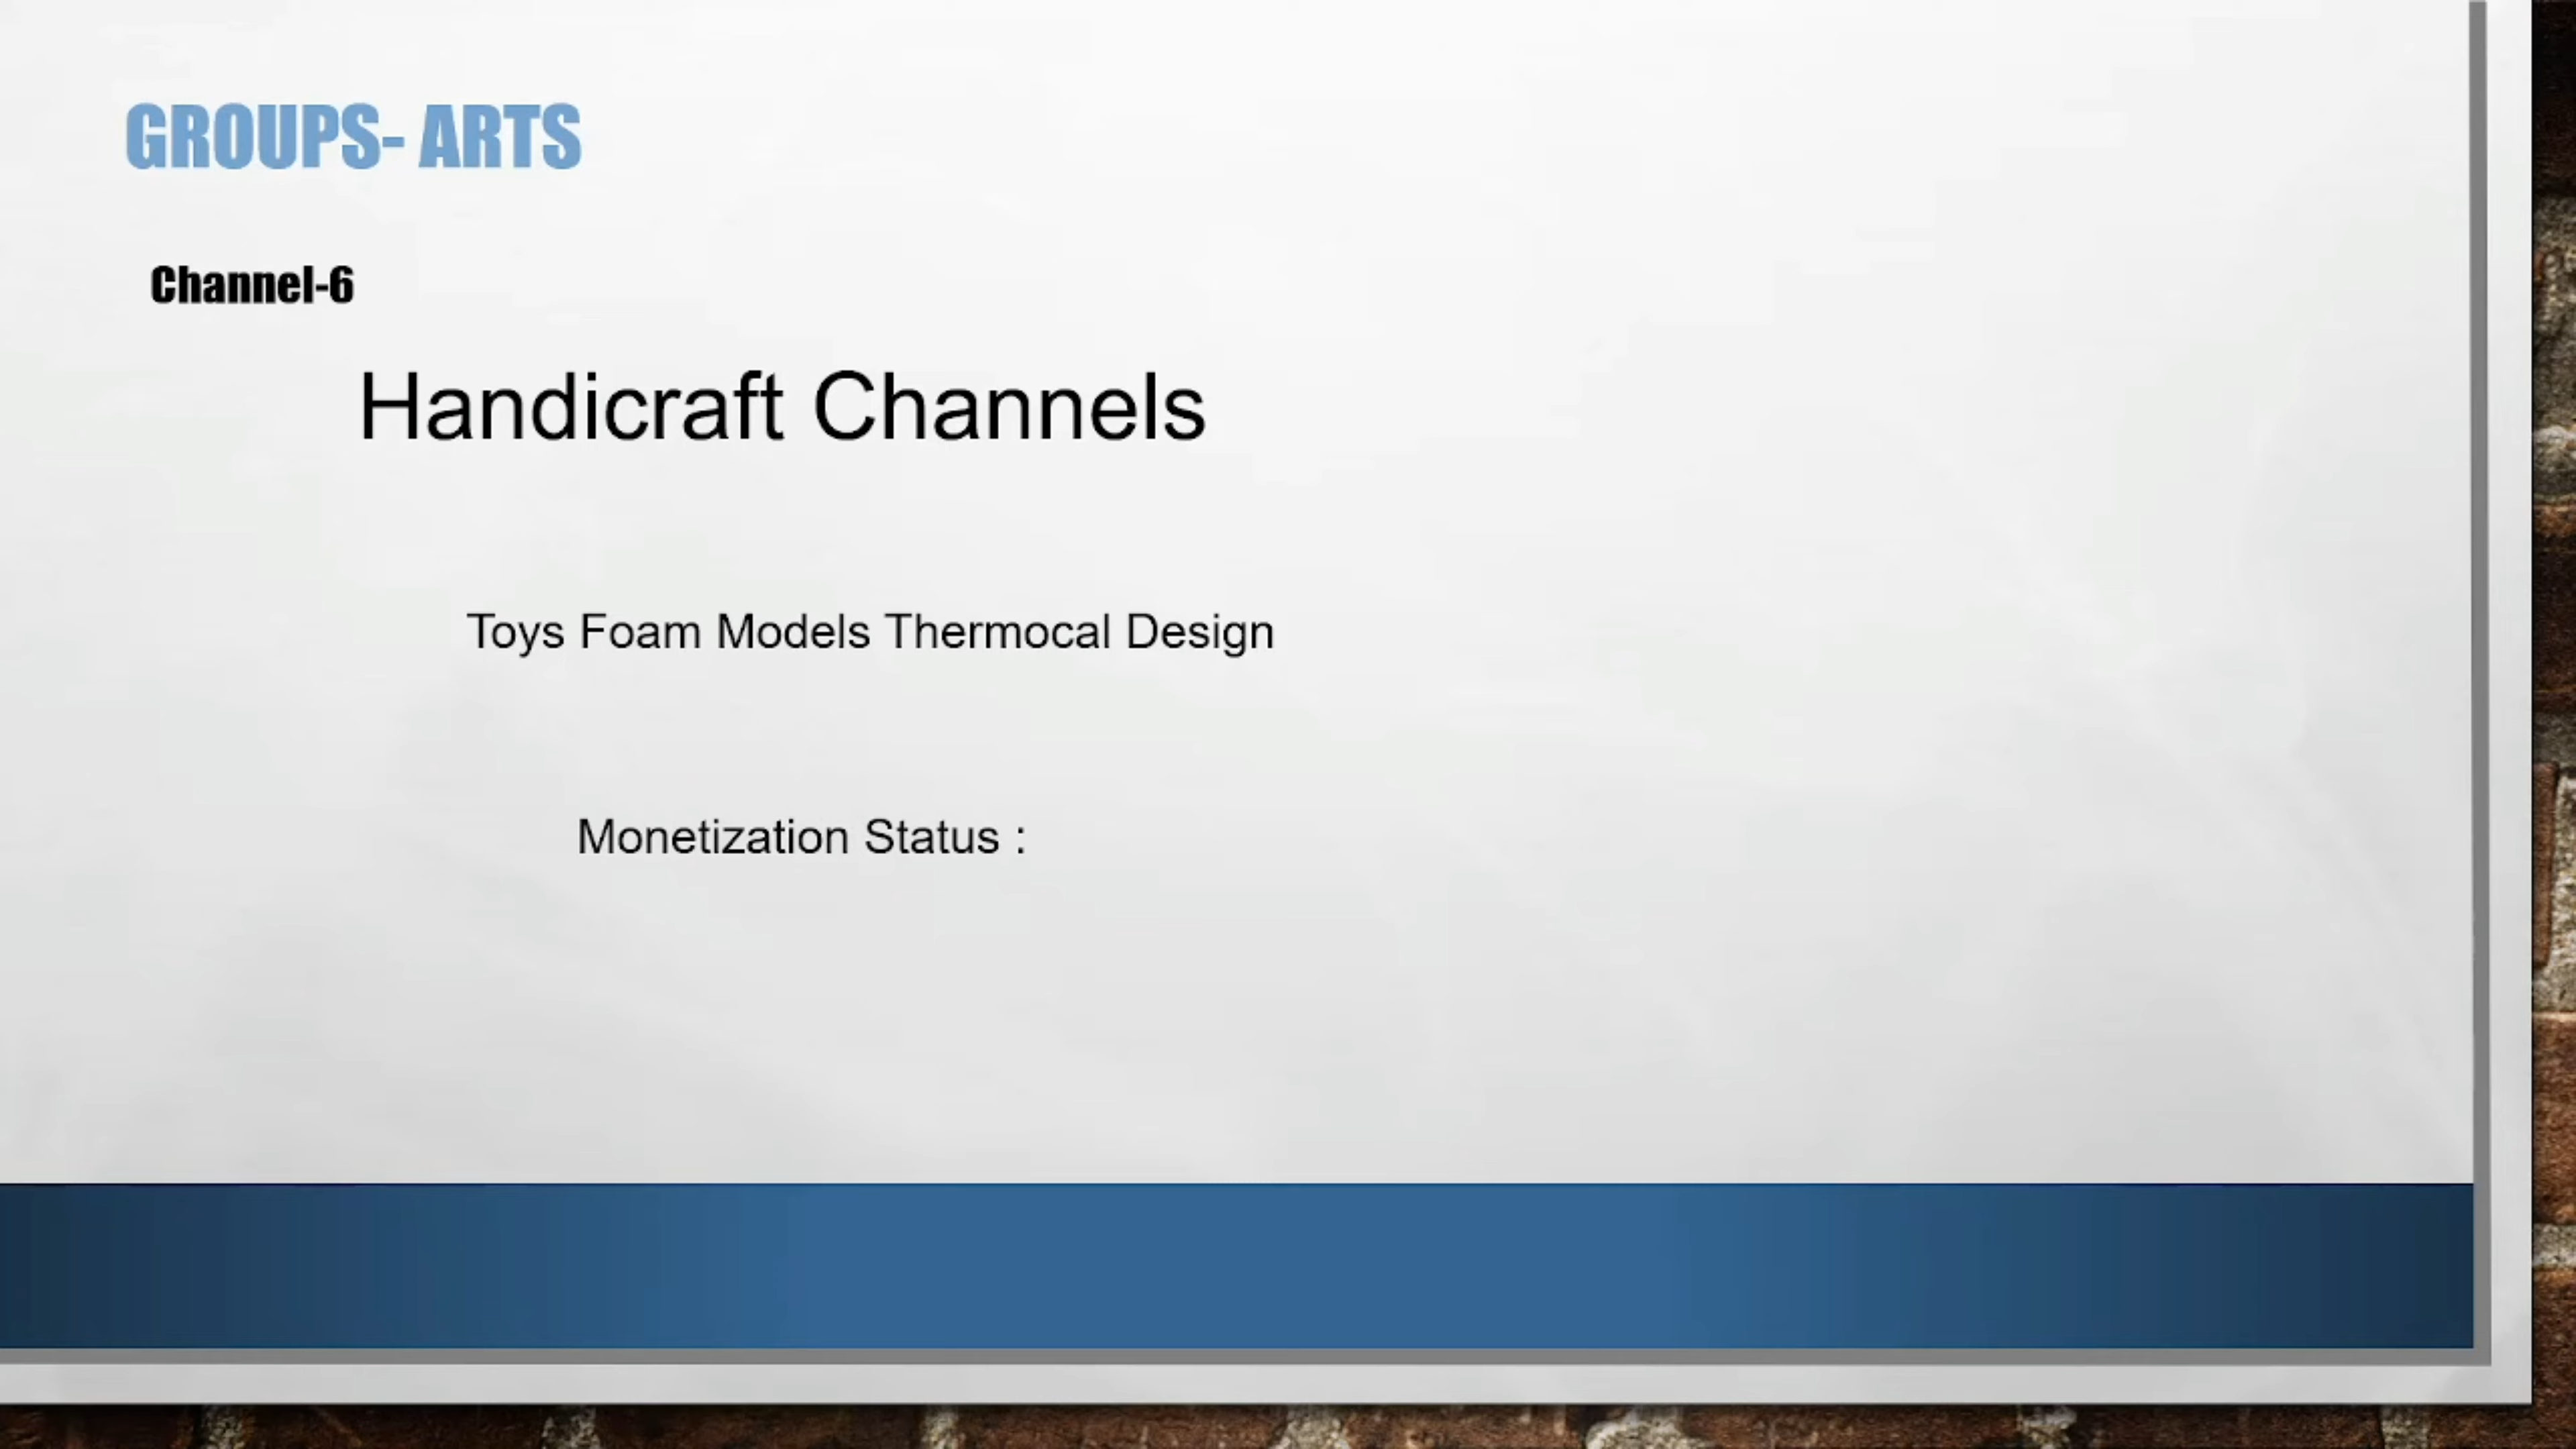 GROUPS- ARTS
Channel-6
Handicraft Channels
Toys Foam Models Thermocal Design
Monetization Status :